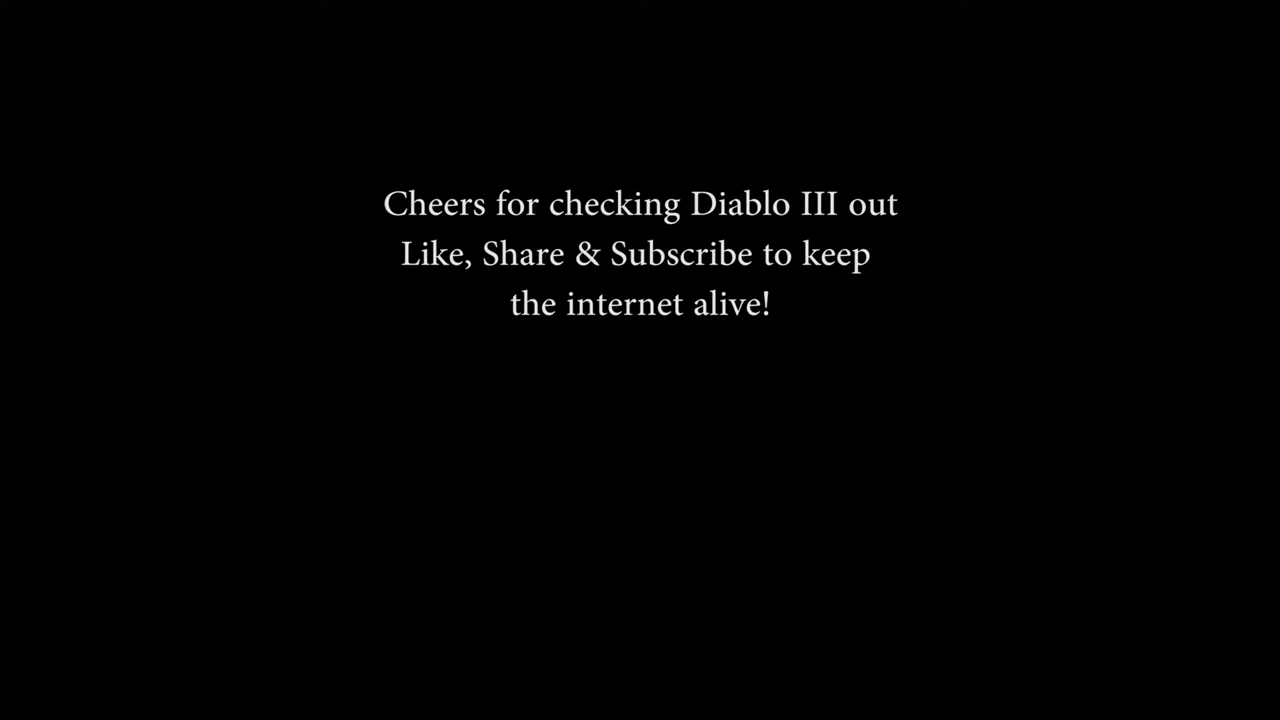 Cheers for checking Diablo III out
Like, Share & Subscribe to keep
the internet alive!